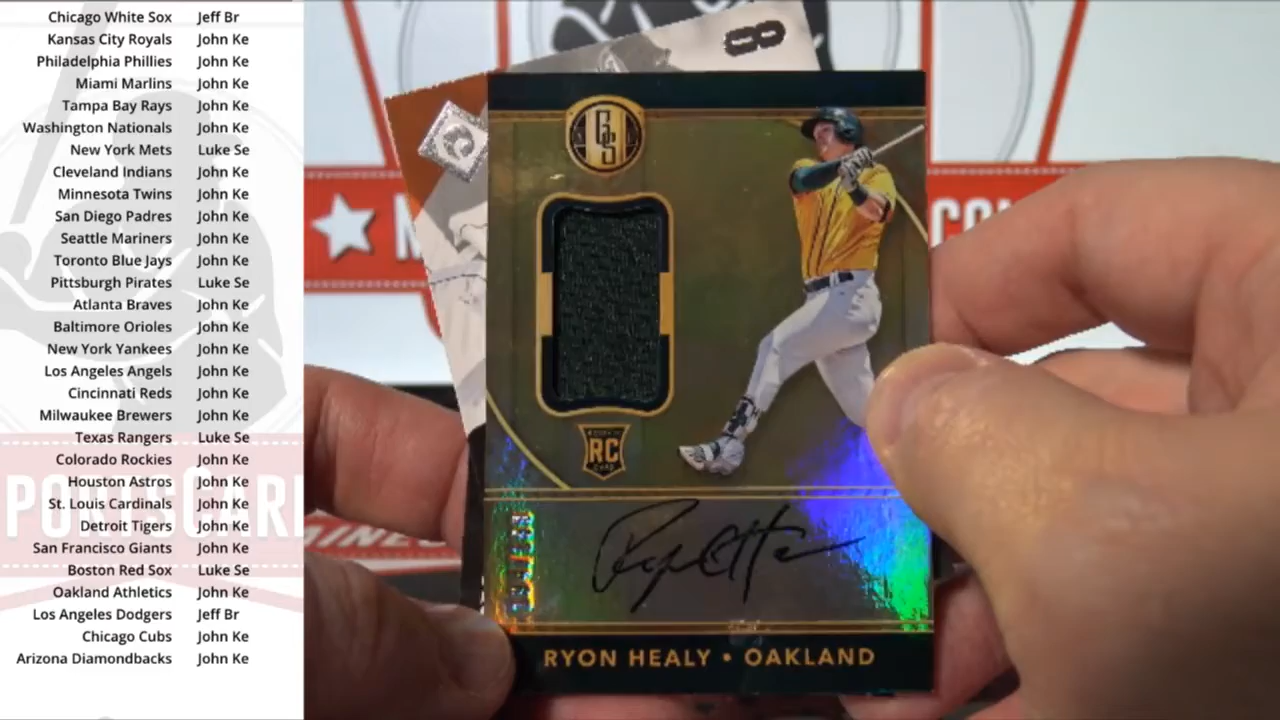 Chicago White Sox Jeff Br
Kansas City Royals John Ke
Philadelphia Phillies John Ke
Miami Marlins John Ke
Tampa Bay Rays John Ke
Washington Nationals John Ke
New York Mets Luke Se
Cleveland Indians John Ke
Minnesota Twins John Ke
San Diego Padres John Ke
Seattle Mariners John Ke
Toronto Blue Jays John Ke
Pittsburgh Pirates Luke Se
Atlanta Braves John Ke
Baltimore Orioles John Ke
New York Yankees John Ke
Los Angeles Angels John Ke
Cincinnati Reds John Ke
Milwaukee Brewers John Ke
Texas Rangers Luke Se
Colorado Rockies John Ke
Houston Astros John Ke
St. Louis Cardinals John Ke
Detroit Tigers John Ke
San Francisco Giants John Ke
Boston Red Sox Luke Se
Oakland Athletics John Ke
Los Angeles Dodgers Jeff Br
Chicago Cubs John Ke
Arizona Diamondbacks John Ke
8
GS
RC
RYON HEALY • OAKLAND